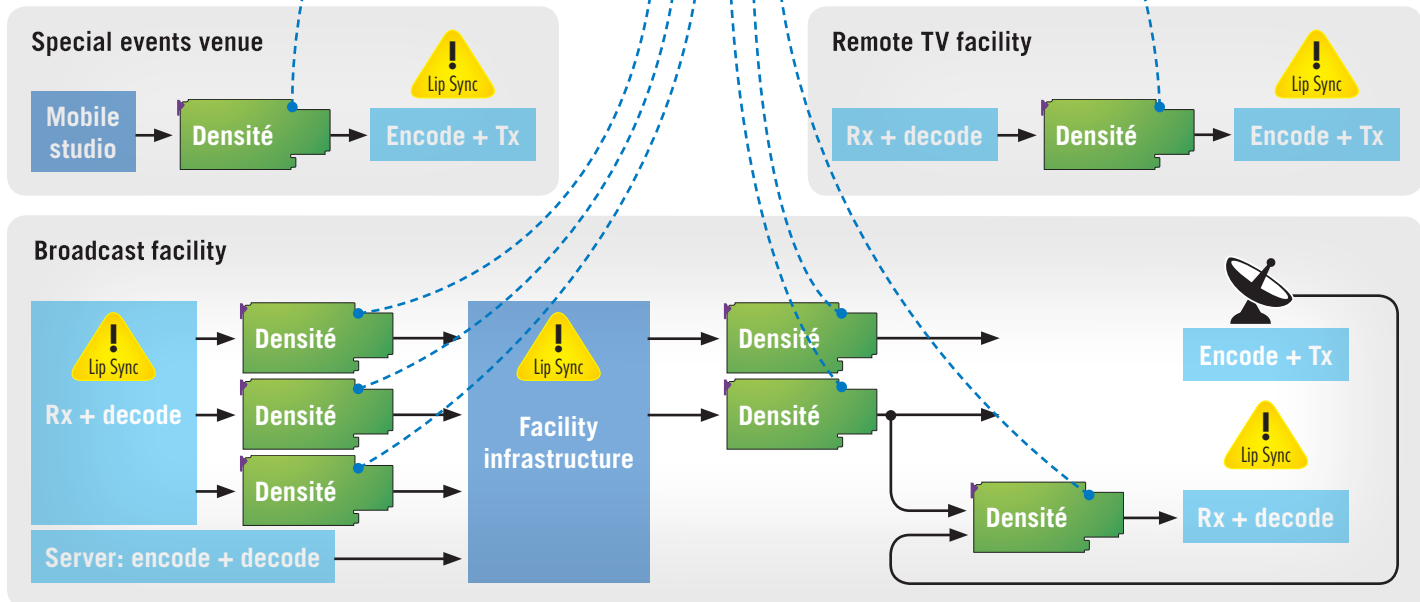 Special events venue
!
Lip Sync
Mobile
studio
Densité
Encode + Tx
Remote TV facility
!
Lip Sync
Rx + decode
Densité
Encode + Tx
Broadcast facility
!
Lip Sync
Rx + decode
Densité
Densité
Densité
Server: encode + decode
!
Lip Sync
Facility
infrastructure
Densité
Densité
Encode + Tx
!
Lip Sync
Densité
Rx + decode